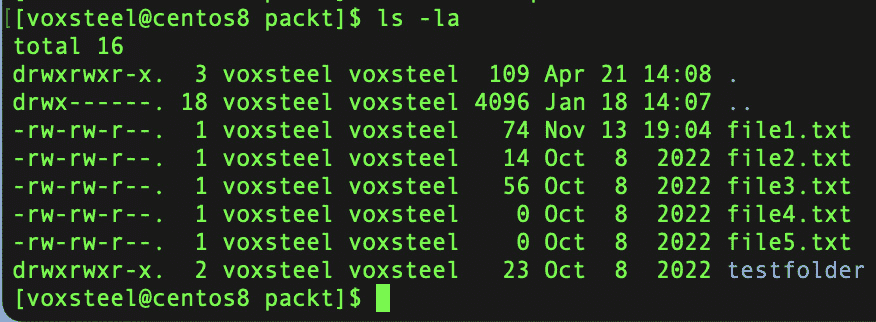 [[voxsteel@centos8 packt]$ ls -la
total 16
drwxrwxr-x.  3 voxsteel voxsteel  109 Apr 21 14:08 .
drwx------. 18 voxsteel voxsteel 4096 Jan 18 14:07 ..
-rw-rw-r--.  1 voxsteel voxsteel   74 Nov 13 19:04 file1.txt
-rw-rw-r--.  1 voxsteel voxsteel   14 Oct  8  2022 file2.txt
-rw-rw-r--.  1 voxsteel voxsteel   56 Oct  8  2022 file3.txt
-rw-rw-r--.  1 voxsteel voxsteel    0 Oct  8  2022 file4.txt
-rw-rw-r--.  1 voxsteel voxsteel    0 Oct  8  2022 file5.txt
drwxrwxr-x.  2 voxsteel voxsteel   23 Oct  8  2022 testfolder
[voxsteel@centos8 packt]$